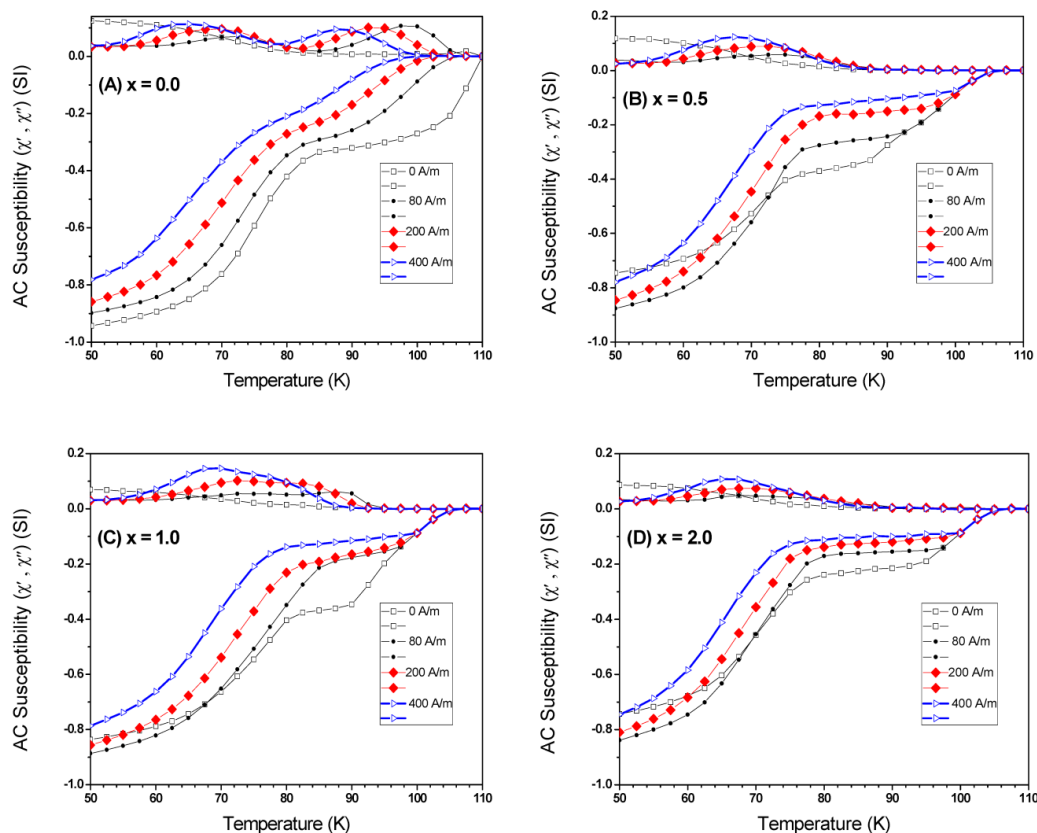 0.2
0.0
-0.2
-0.4
-0.6
-0.8
-1.0
AC Susceptibility (χ′ , χ″) (SI)
(A) x = 0.0
0 A/m
80 A/m
200 A/m
400 A/m
50 60 70 80 90 100 110
Temperature (K)
0.2
0.0
-0.2
-0.4
-0.6
-0.8
-1.0
AC Susceptibility (χ′ , χ″) (SI)
(B) x = 0.5
0 A/m
80 A/m
200 A/m
400 A/m
50 60 70 80 90 100 110
Temperature (K)
0.2
0.0
-0.2
-0.4
-0.6
-0.8
-1.0
AC Susceptibility (χ′ , χ″) (SI)
(C) x = 1.0
0 A/m
80 A/m
200 A/m
400 A/m
50 60 70 80 90 100 110
Temperature (K)
0.2
0.0
-0.2
-0.4
-0.6
-0.8
-1.0
AC Susceptibility (χ′ , χ″) (SI)
(D) x = 2.0
0 A/m
80 A/m
200 A/m
400 A/m
50 60 70 80 90 100 110
Temperature (K)